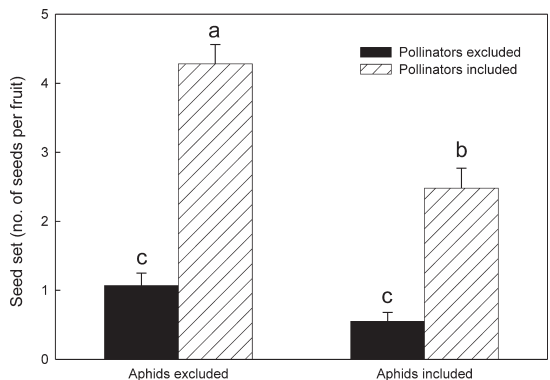 5
4
3
2
1
0
Seed set (no. of seeds per fruit)
Pollinators excluded
Pollinators included
a
b
c
c
Aphids excluded
Aphids included